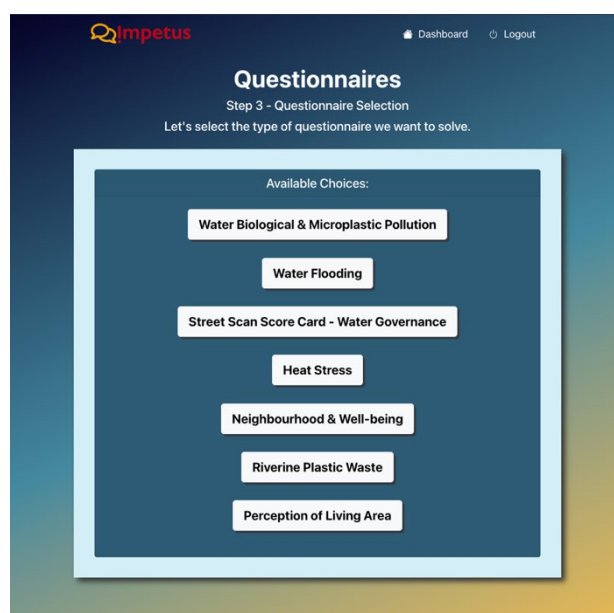 Impetus
Dashboard
Logout
Questionnaires
Step 3 - Questionnaire Selection
Let's select the type of questionnaire we want to solve.
Available Choices:
Water Biological & Microplastic Pollution
Water Flooding
Street Scan Score Card - Water Governance
Heat Stress
Neighbourhood & Well-being
Riverine Plastic Waste
Perception of Living Area